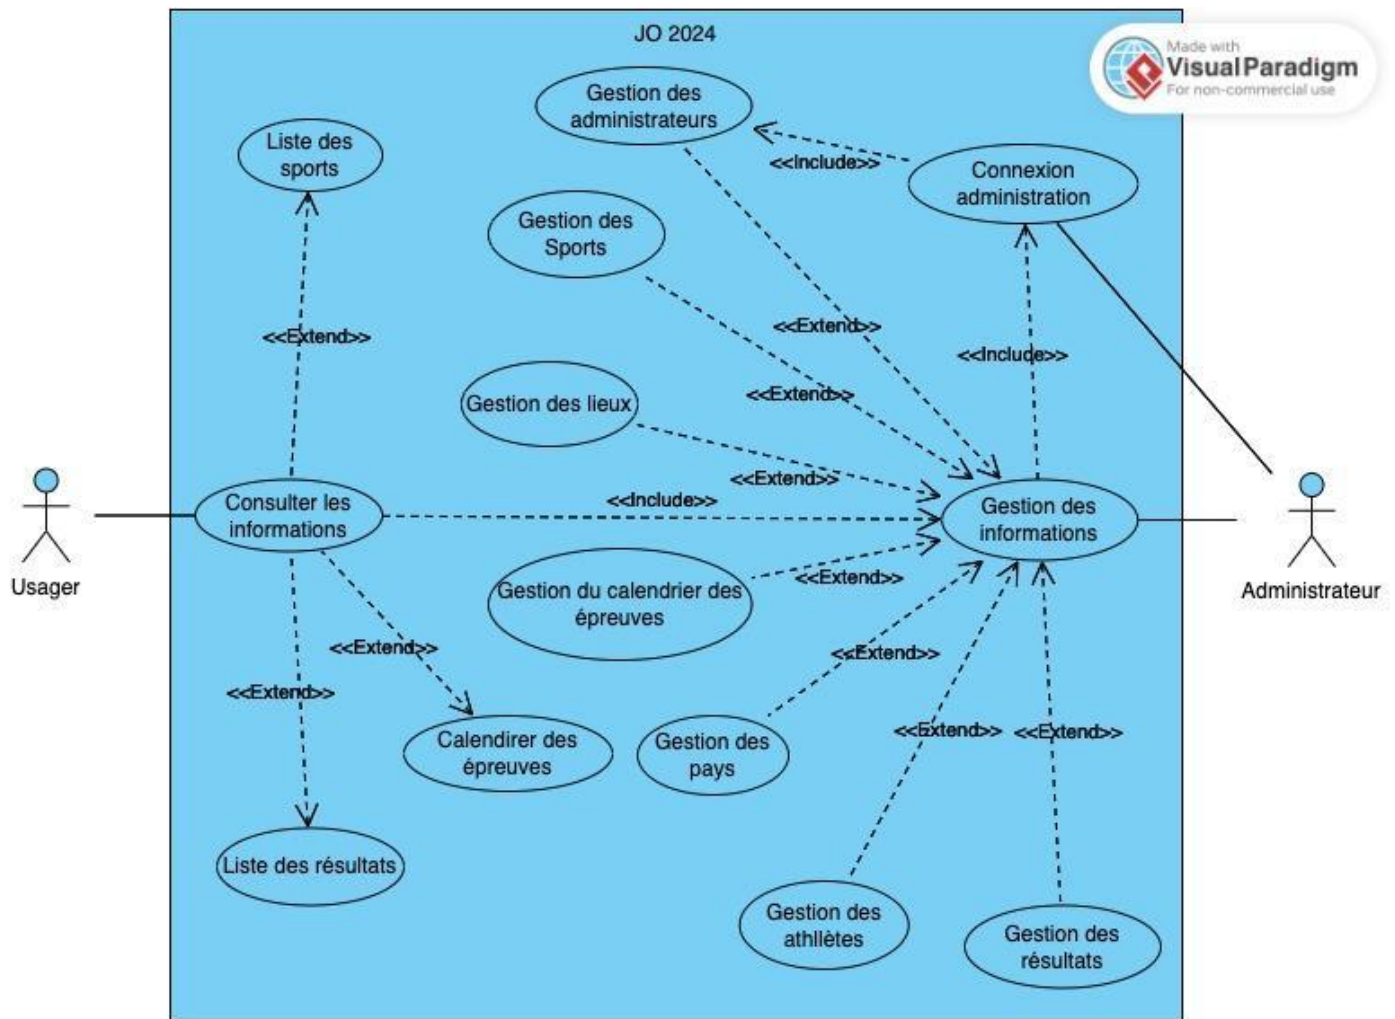 JO 2024
Made with
Visual Paradigm
For non-commercial use
Gestion des
administrateurs
Liste des
sports
<<Include>>
Connexion
administration
Gestion des
Sports
<<Extend>>
<<Extend>>
<<Include>>
<<Extend>>
Gestion des lieux
<<Extend>>
Consulter les
informations
<<Include>>
Gestion des
informations
Usager
Administrateur
Gestion du calendrier des
épreuves
<<Extend>>
<<Extend>>
<<Extend>>
<<Extend>>
<<Extend>>
<<Extend>>
Calendirer des
épreuves
Gestion des
pays
Liste des résultats
Gestion des
athllètes
Gestion des
résultats